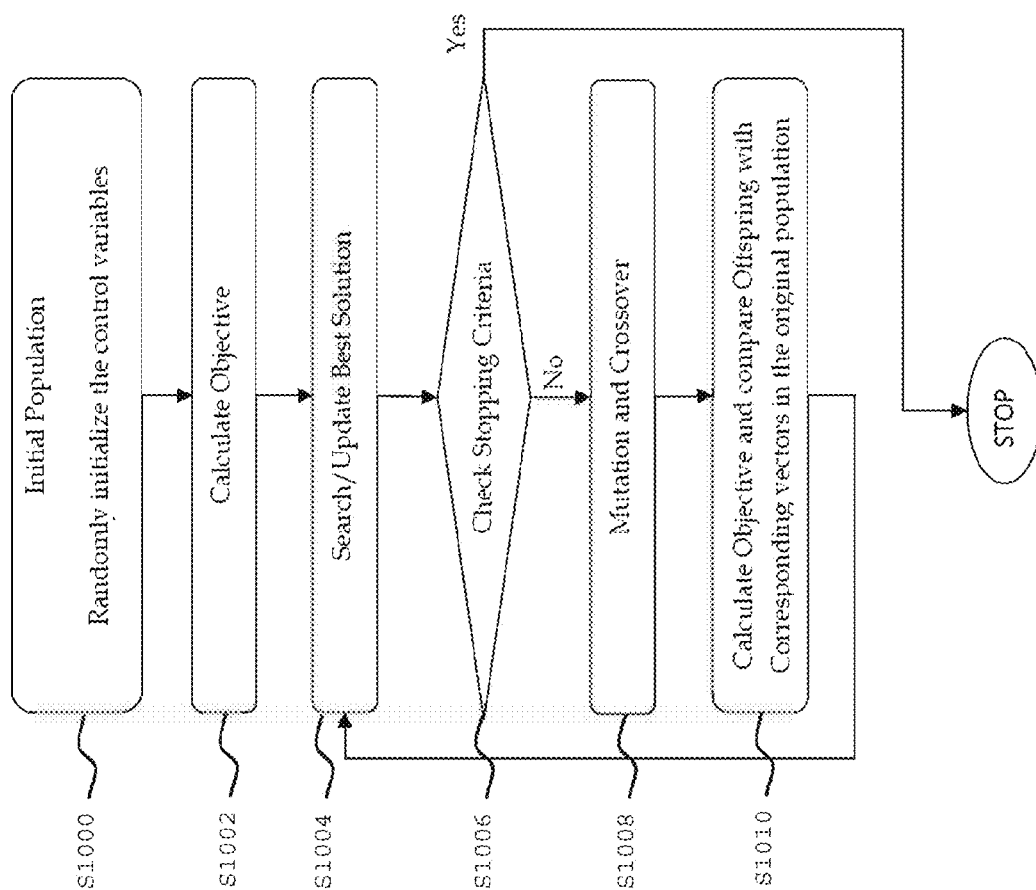 S1000
Initial Population
Randomly initialize the control variables
S1002
Calculate Objective
S1004
Search/Update Best Solution
S1006
Check Stopping Criteria
Yes
No
S1008
Mutation and Crossover
S1010
Calculate Objective and compare Offspring with
Corresponding vectors in the original population
STOP